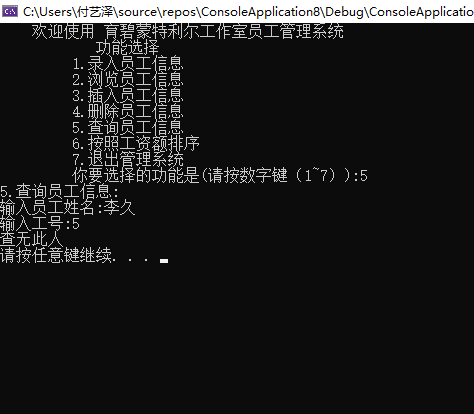 C:\Users\付艺泽\source\repos\ConsoleApplication8\Debug\ConsoleApplicatio
欢迎使用 育碧蒙特利尔工作室员工管理系统
功能选择
1.录入员工信息
2.浏览员工信息
3.插入员工信息
4.删除员工信息
5.查询员工信息
6.按照工资额排序
7.退出管理系统
你要选择的功能是(请按数字键（1~7）):5
5.查询员工信息:
输入员工姓名:李久
输入工号:5
查无此人
请按任意键继续. . .